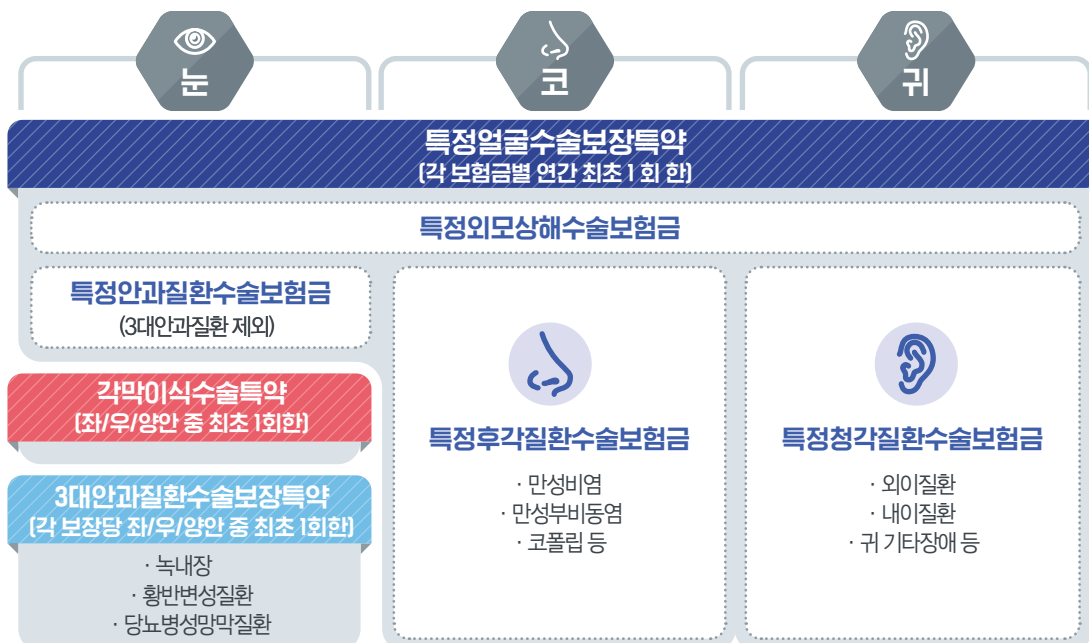 눈
코
귀
특정얼굴수술보장특약
(각 보험금별 연간 최초 1 회 한)
특정외모상해수술보험금
특정안과질환수술보험금
(3대안과질환 제외)
각막이식수술특약
(좌/우/양안 중 최초 1회한)
3대안과질환수술보장특약
(각 보장당 좌/우/양안 중 최초 1회한)
· 녹내장
· 황반변성질환
· 당뇨병성망막질환
특정후각질환수술보험금
· 만성비염
· 만성부비동염
· 코폴립 등
특정청각질환수술보험금
· 외이질환
· 내이질환
· 귀 기타장애 등